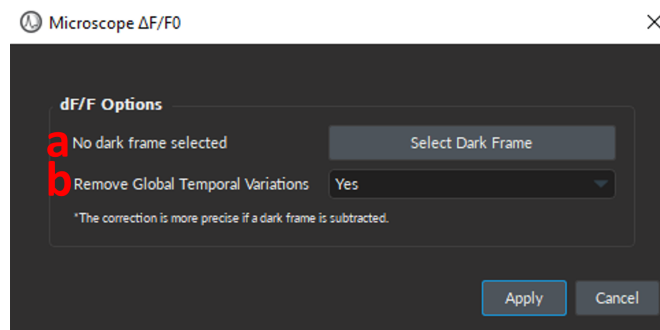 Microscope ΔF/F0
dF/F Options
a No dark frame selected Select Dark Frame
b Remove Global Temporal Variations Yes
*The correction is more precise if a dark frame is subtracted.
Apply Cancel